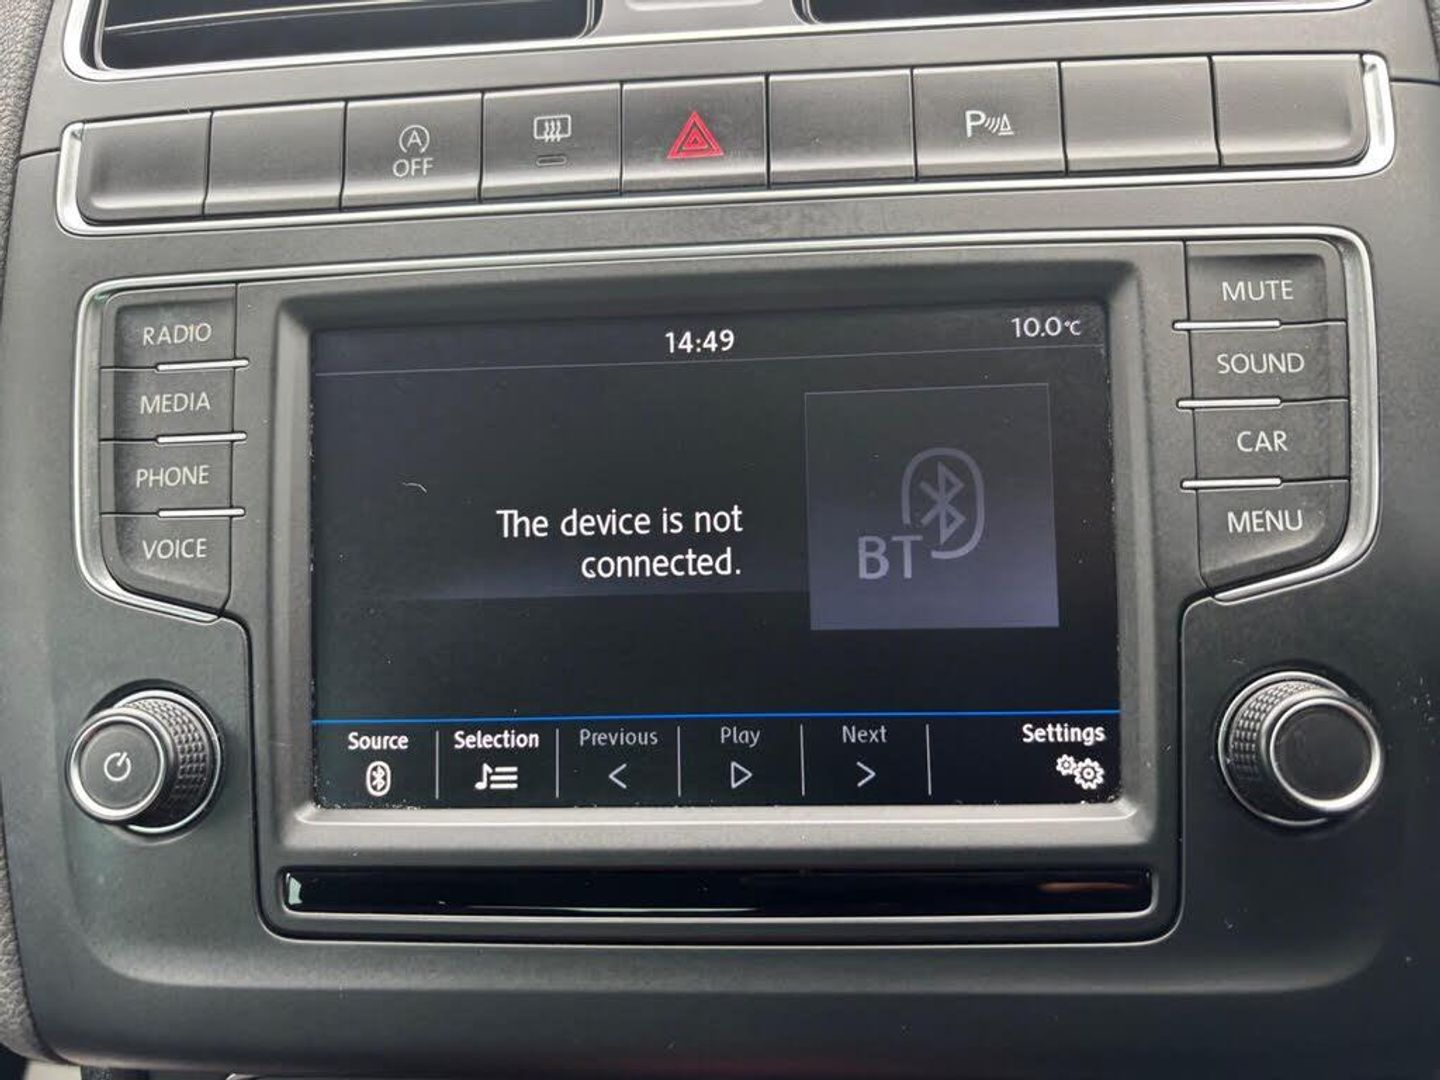 A
OFF
P
RADIO
MEDIA
PHONE
VOICE
14:49
10.0°C
The device is not
connected.
BT
Source
Selection
Previous
Play
Next
Settings
MUTE
SOUND
CAR
MENU